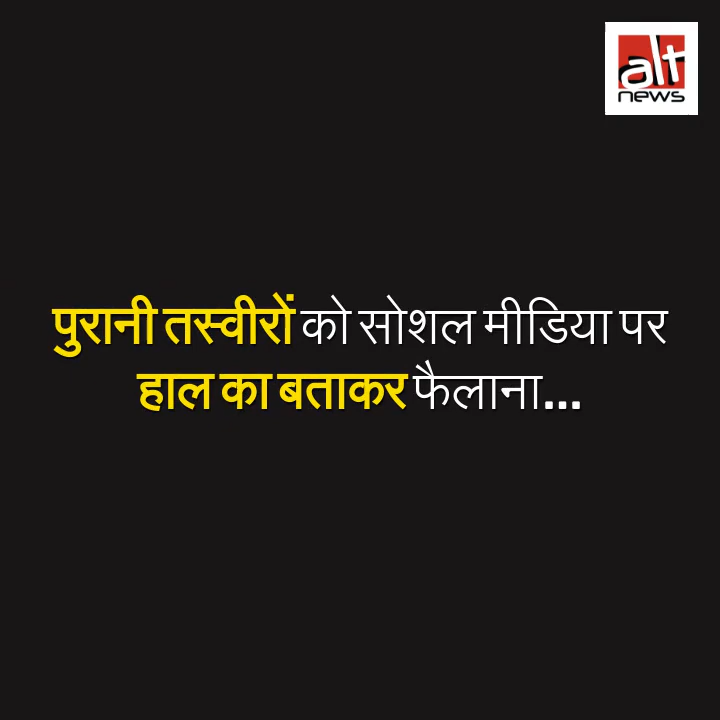 alt
news
पुरानी तस्वीरों को सोशल मीडिया पर
हाल का बताकर फैलाना...